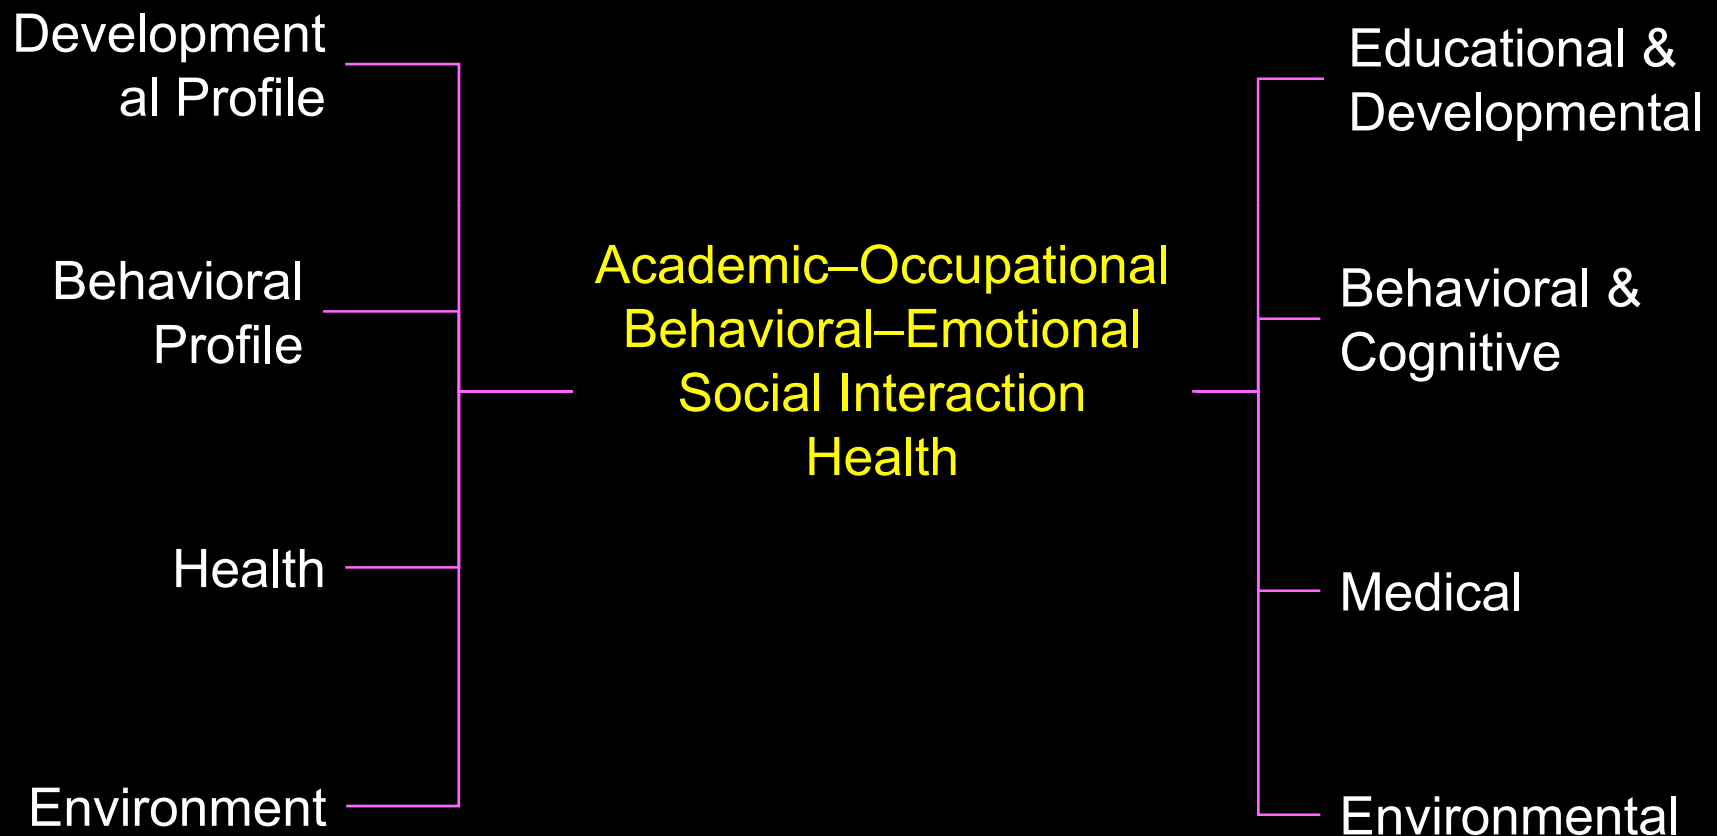 Development
al Profile
Behavioral
Profile
Health
Environment
Academic–Occupational
Behavioral–Emotional
Social Interaction
Health
Educational &
Developmental
Behavioral &
Cognitive
Medical
Environmental